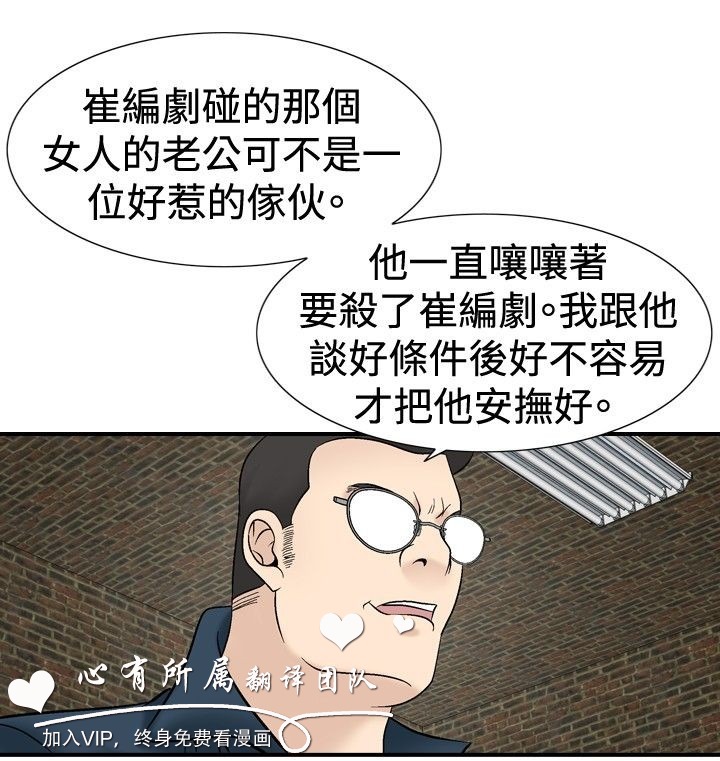 崔編劇碰的那個
女人的老公可不是一
位好惹的傢伙。
他一直嚷嚷著
要殺了崔編劇。我跟他
談好條件後好不容易
才把他安撫好。
心有所属翻译团队
加入VIP，终身免费看漫画